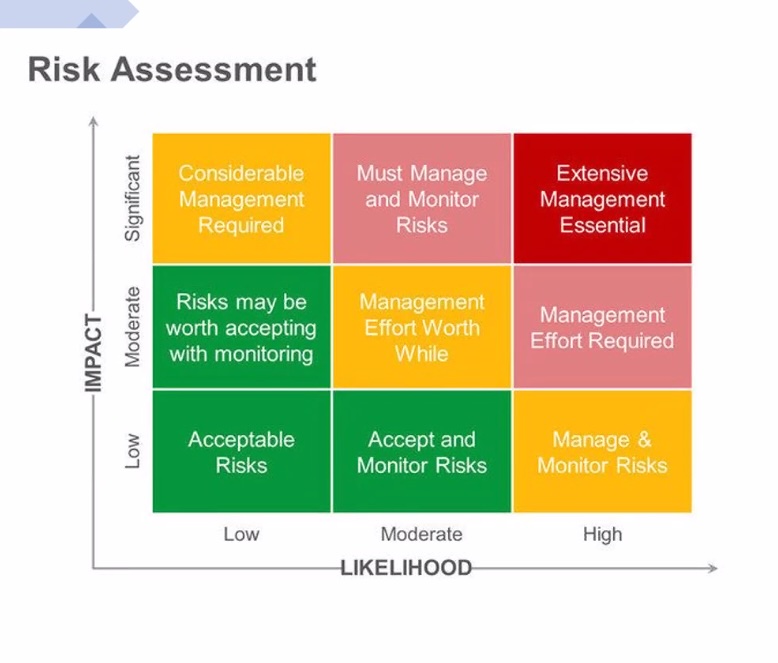 Risk Assessment
IMPACT
Significant
Considerable
Management
Required
Must Manage
and Monitor
Risks
Extensive
Management
Essential
Moderate
Risks may be
worth accepting
with monitoring
Management
Effort Worth
While
Management
Effort Required
Low
Acceptable
Risks
Accept and
Monitor Risks
Manage &
Monitor Risks
Low
Moderate
High
LIKELIHOOD